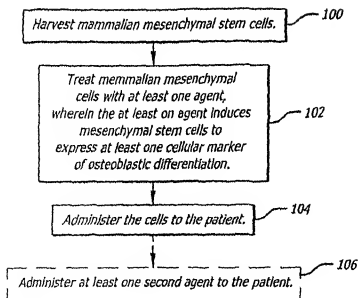 Harvest mammalian mesenchymal stem cells.
100
Treat memmalian mesenchymal
cells with at least one agent,
wherein the at least on agent induces
mesenchymal stem cells to
express at least one cellular marker
of osteoblastic differentiation.
102
Administer the cells to the patient.
104
Administer at least one second agent to the patient.
106